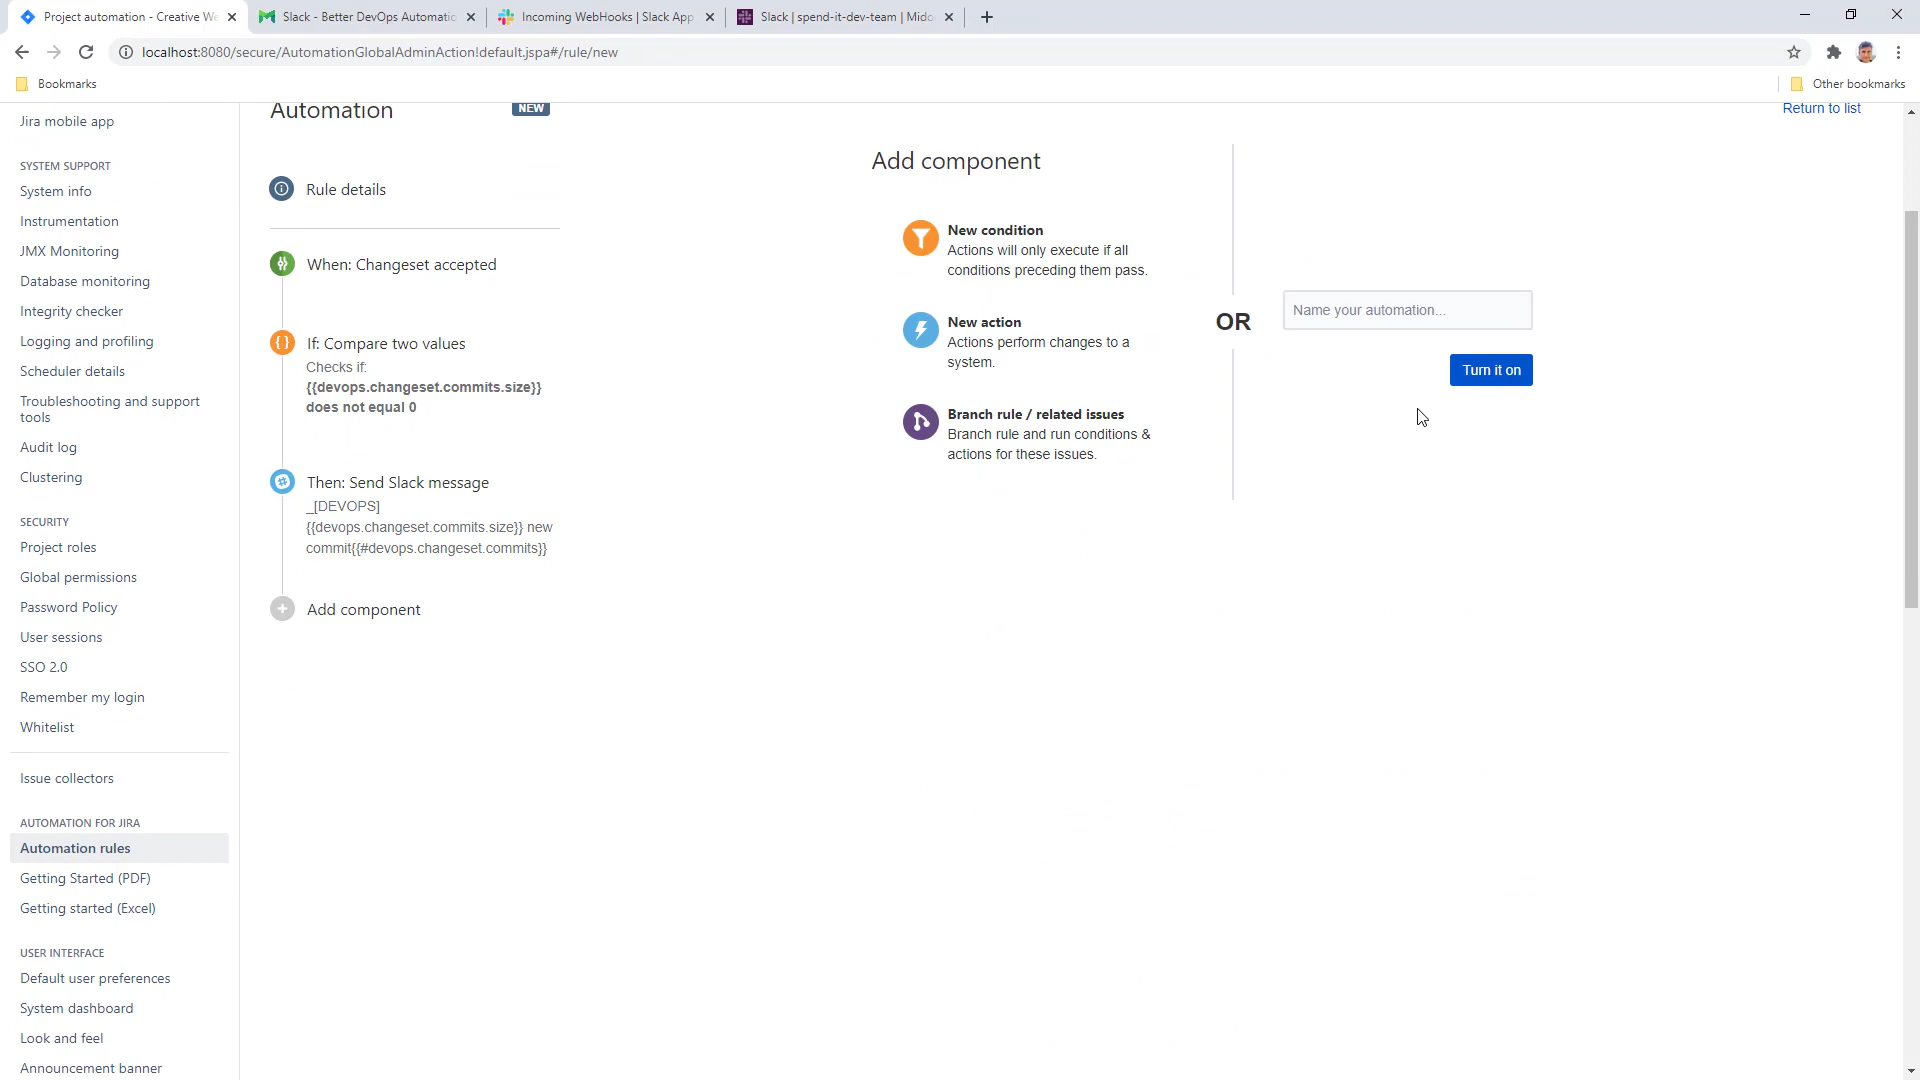 Project automation - Creative We
Slack - Better DevOps Automatic
Incoming WebHooks | Slack App
Slack | spend-it-dev-team | Mido
localhost:8080/secure/AutomationGlobalAdminAction!default.jspa#/rule/new
Bookmarks
Other bookmarks
Jira mobile app
SYSTEM SUPPORT
System info
Instrumentation
JMX Monitoring
Database monitoring
Integrity checker
Logging and profiling
Scheduler details
Troubleshooting and support
tools
Audit log
Clustering
SECURITY
Project roles
Global permissions
Password Policy
User sessions
SSO 2.0
Remember my login
Whitelist
Issue collectors
AUTOMATION FOR JIRA
Automation rules
Getting Started (PDF)
Getting started (Excel)
USER INTERFACE
Default user preferences
System dashboard
Look and feel
Announcement banner
Automation
NEW
Return to list
Rule details
When: Changeset accepted
If: Compare two values
Checks if:
{{devops.changeset.commits.size}}
does not equal 0
Then: Send Slack message
_[DEVOPS]
{{devops.changeset.commits.size}} new
commit{{#devops.changeset.commits}}
Add component
Add component
New condition
Actions will only execute if all
conditions preceding them pass.
New action
Actions perform changes to a
system.
Branch rule / related issues
Branch rule and run conditions &
actions for these issues.
OR
Name your automation...
Turn it on